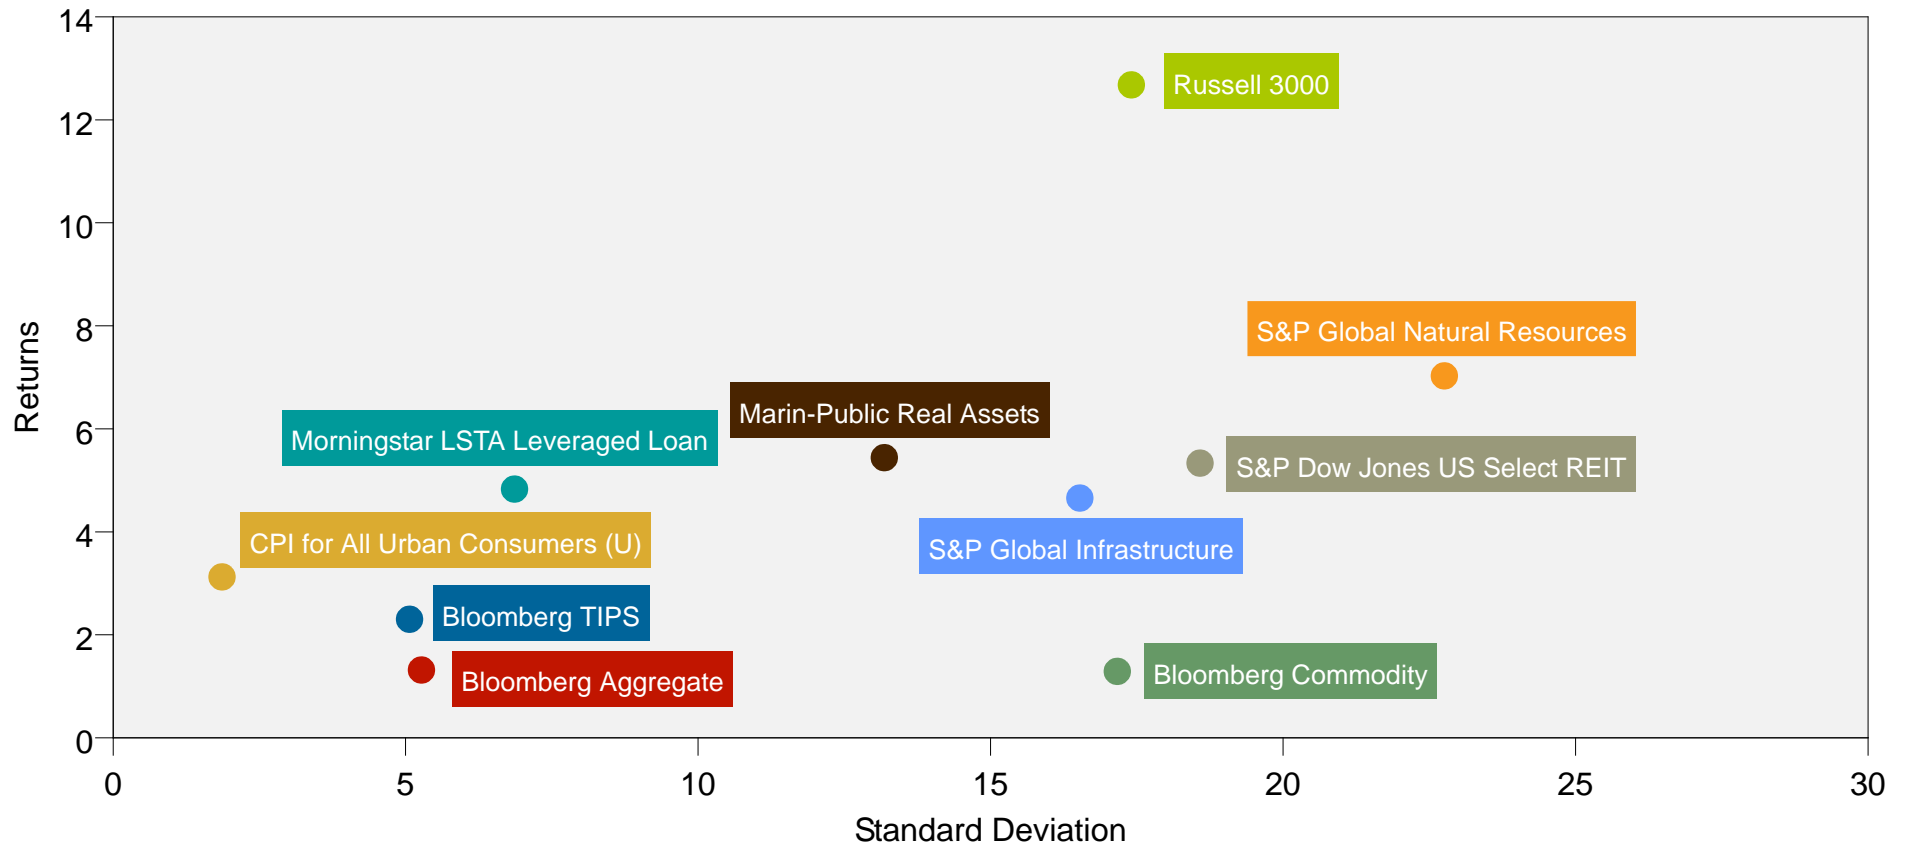 14
12
10
8
6
4
2
0
Returns
Russell 3000
S&P Global Natural Resources
Marin-Public Real Assets
Morningstar LSTA Leveraged Loan
S&P Dow Jones US Select REIT
CPI for All Urban Consumers (U)
S&P Global Infrastructure
Bloomberg TIPS
Bloomberg Aggregate
Bloomberg Commodity
0 5 10 15 20 25 30
Standard Deviation